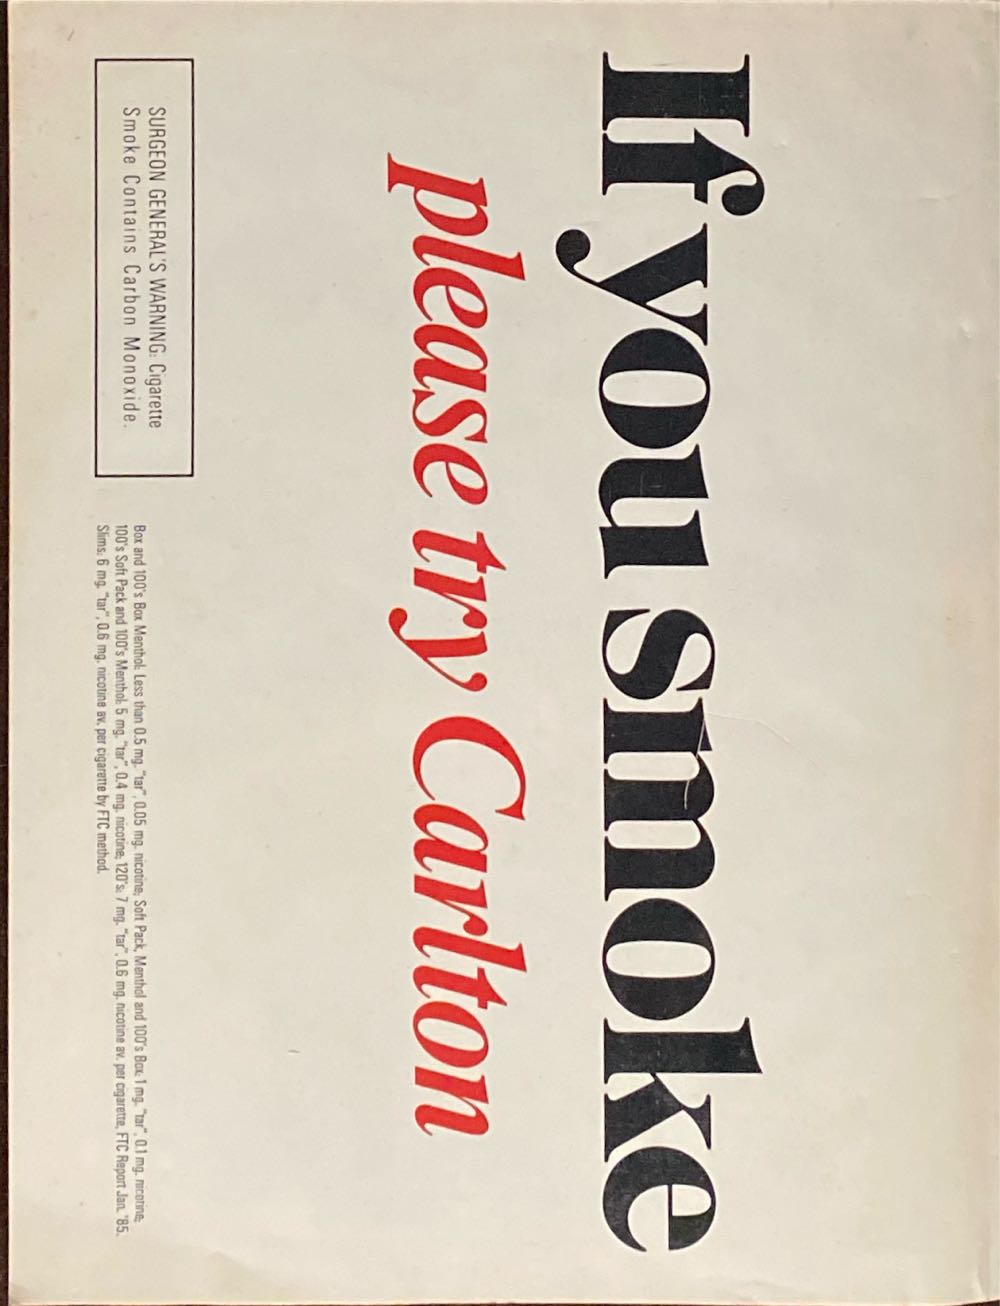 If you smoke
please try Carlton
SURGEON GENERAL'S WARNING: Cigarette
Smoke Contains Carbon Monoxide.
Box and 100's Box Menthol: Less than 0.5 mg. "tar", 0.05 mg. nicotine; Soft Pack, Menthol and 100's Box: 1 mg. "tar", 0.1 mg. nicotine;
100's Soft Pack and 100's Menthol: 5 mg. "tar", 0.4 mg. nicotine; 120's: 7 mg. "tar", 0.6 mg. nicotine av. per cigarette, FTC Report Jan. '85.
Slims: 6 mg. "tar", 0.6 mg. nicotine av. per cigarette by FTC method.